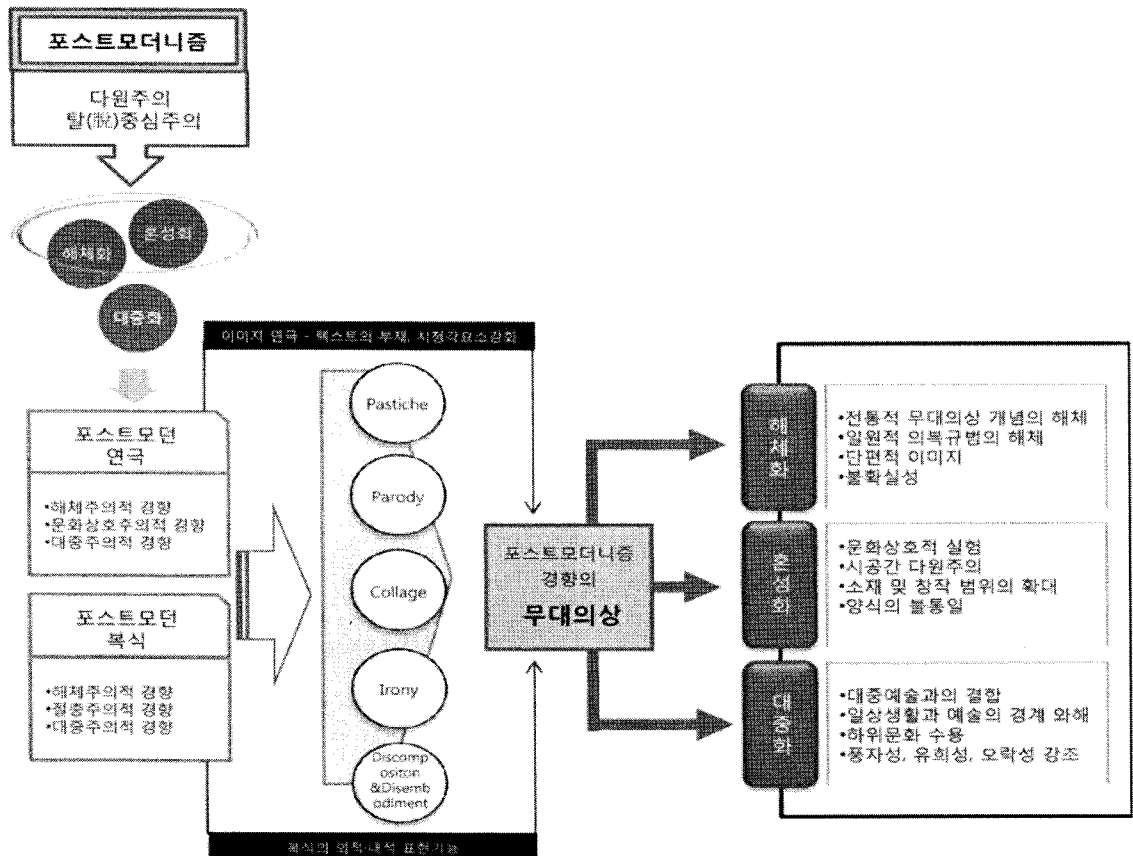 포스트모더니즘
다원주의
탈(脫)중심주의
혼성화
해체화
대중화
이미지 연극 - 텍스트의 부재, 시청각요소강화
포스트모던
연극
•해체주의적 경향
•문화상호주의적 경향
•대중주의적 경향
포스트모던
복식
•해체주의적 경향
•절충주의적 경향
•대중주의적 경향
Pastiche
Parody
Collage
Irony
Discomp
ositon
&Disemb
odiment
복식의 외적·내적 표현기능
포스트모더니즘
경향의
무대의상
해체화
•전통적 무대의상 개념의 해체
•일원적 의복규범의 해체
•단편적 이미지
•불확실성
혼성화
•문화상호적 실험
•시공간 다원주의
•소재 및 창작 범위의 확대
•양식의 불통일
대중화
•대중예술과의 결합
•일상생활과 예술의 경계 와해
•하위문화 수용
•풍자성, 유희성, 오락성 강조